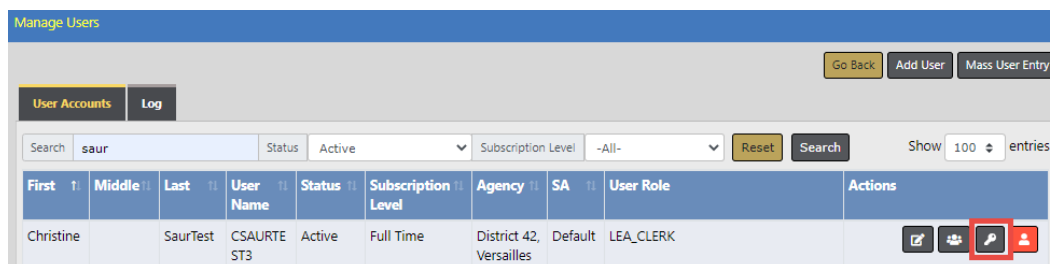 Manage Users
Go Back Add User Mass User Entry
User Accounts Log
Search saur Status Active Subscription Level -All- Reset Search Show 100 entries
First Middle Last User Name Status Subscription Level Agency SA User Role Actions
Christine SaurTest CSAURTE Active Full Time District 42, Default LEA_CLERK
ST3 Versailles